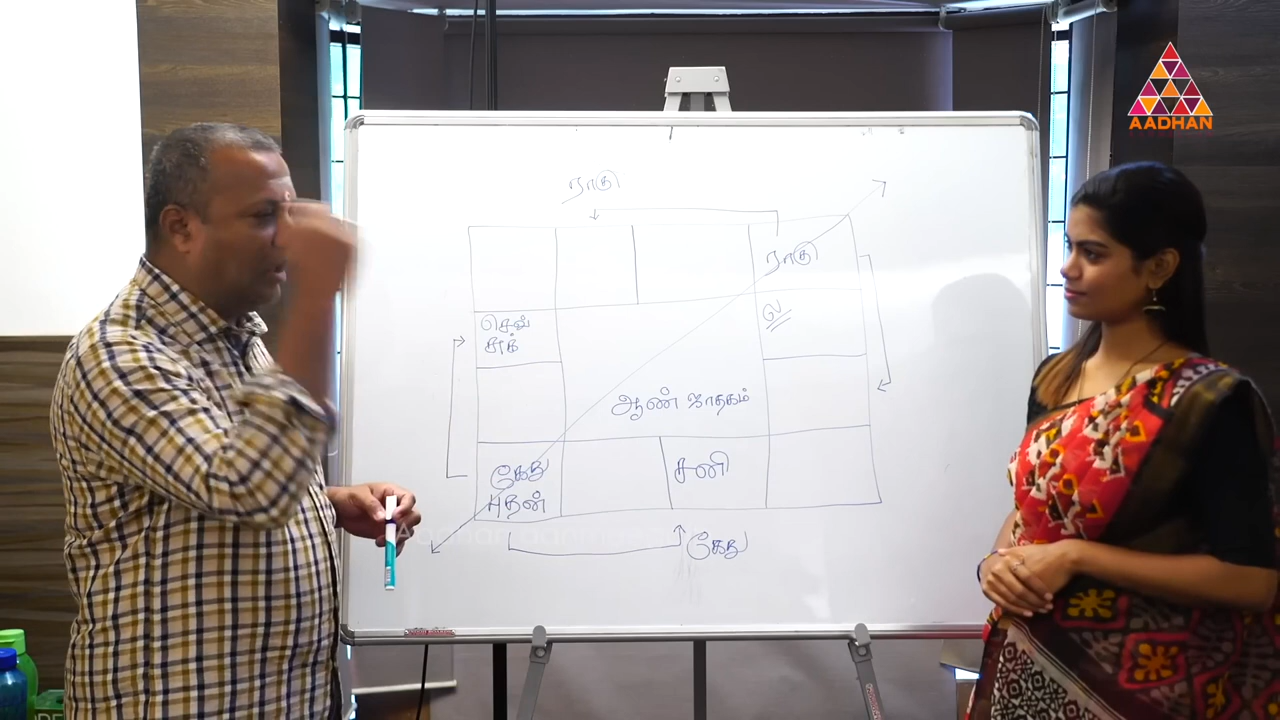 AADHAN
ராகு
ராகு
செவ்
சுக்
ல
ஆண் ஜாதகம்
கேது
புதன்
சனி
கேது